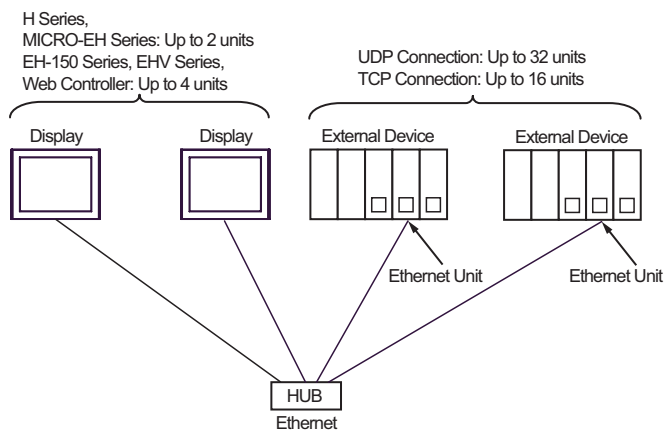 H Series,
MICRO-EH Series: Up to 2 units
EH-150 Series, EHV Series,
Web Controller: Up to 4 units
UDP Connection: Up to 32 units
TCP Connection: Up to 16 units
Display
Display
External Device
External Device
Ethernet Unit
Ethernet Unit
HUB
Ethernet